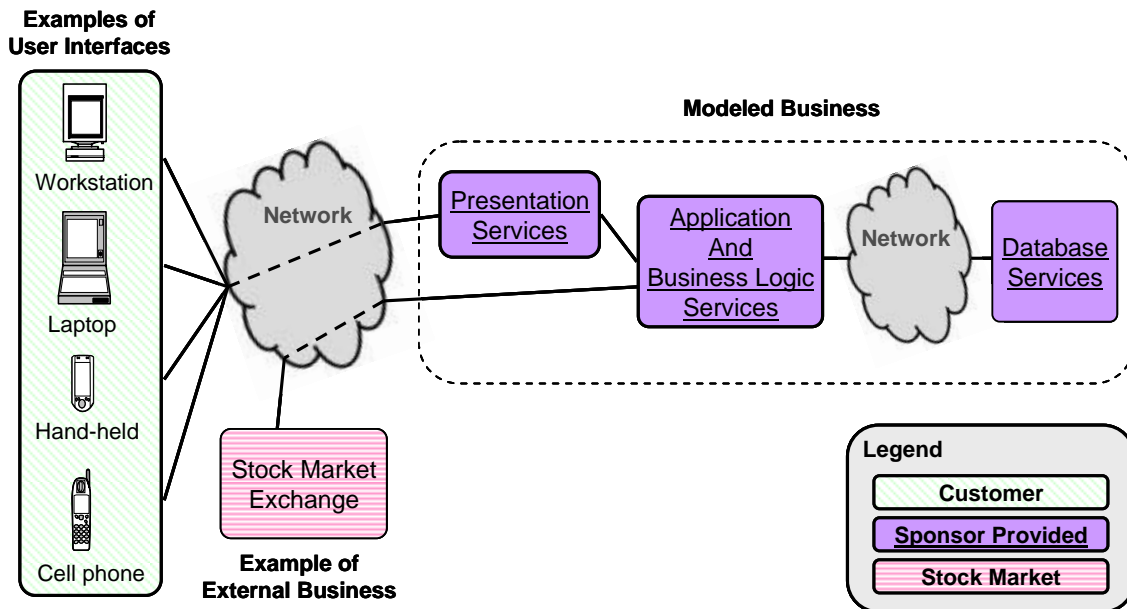 Examples of
User Interfaces
Workstation
Laptop
Hand-held
Cell phone
Network
Stock Market
Exchange
Example of
External Business
Modeled Business
Presentation
Services
Application
And
Business Logic
Services
Network
Database
Services
Legend
Customer
Sponsor Provided
Stock Market